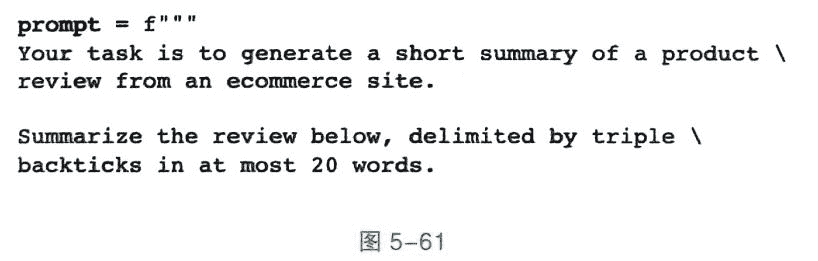 prompt = f"""
Your task is to generate a short summary of a product \
review from an ecommerce site.
Summarize the review below, delimited by triple \
backticks in at most 20 words.
图 5-61